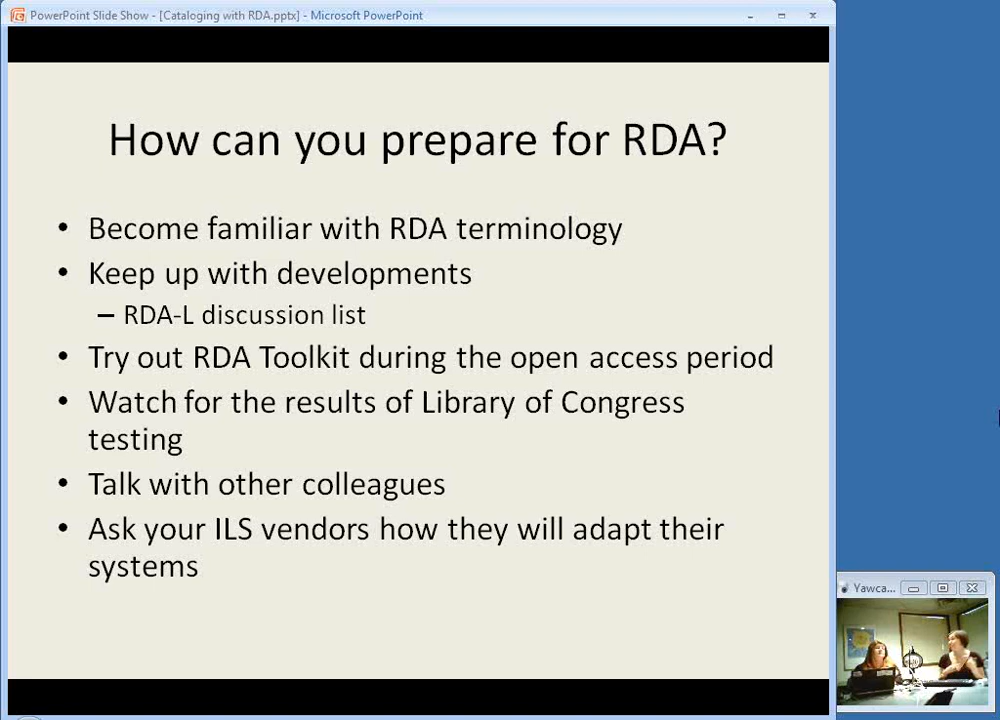 PowerPoint Slide Show - [Cataloging with RDA.pptx] - Microsoft PowerPoint
How can you prepare for RDA?
• Become familiar with RDA terminology
• Keep up with developments
– RDA-L discussion list
• Try out RDA Toolkit during the open access period
• Watch for the results of Library of Congress
testing
• Talk with other colleagues
• Ask your ILS vendors how they will adapt their
systems
Yawca...